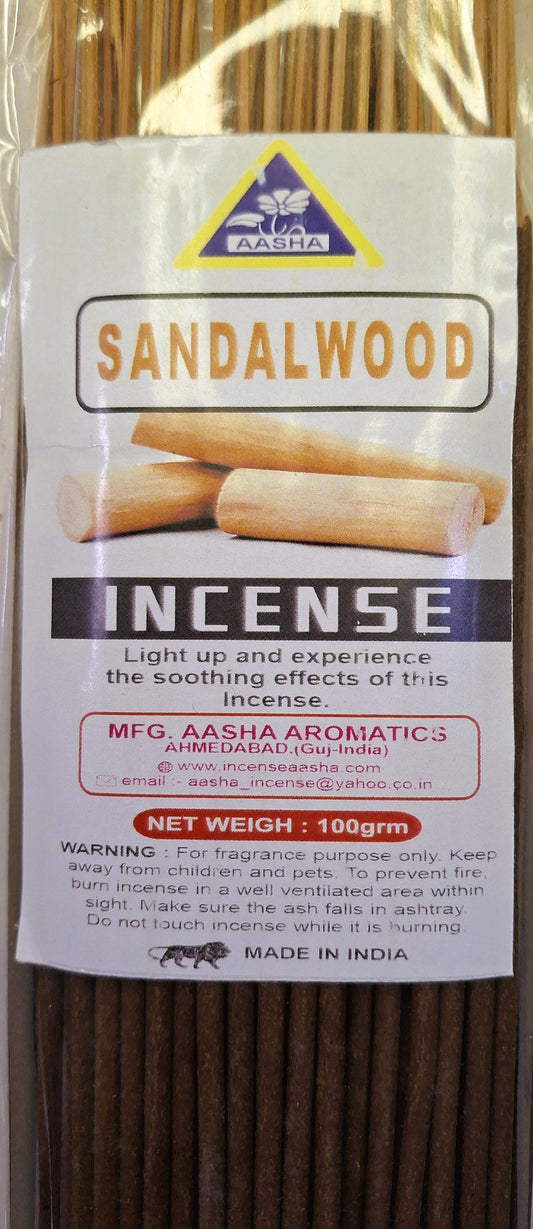 AASHA
SANDALWOOD
INCENSE
Light up and experience
the soothing effects of this
Incense.
MFG. AASHA AROMATICS
AHMEDABAD.(Guj-India)
www.incenseaasha.com
email :- aasha_incense@yahoo.co.in
NET WEIGH : 100grm
WARNING : For fragrance purpose only. Keep
away from children and pets. To prevent fire,
burn incense in a well ventilated area within
sight. Make sure the ash falls in ashtray.
Do not touch incense while it is burning.
MADE IN INDIA